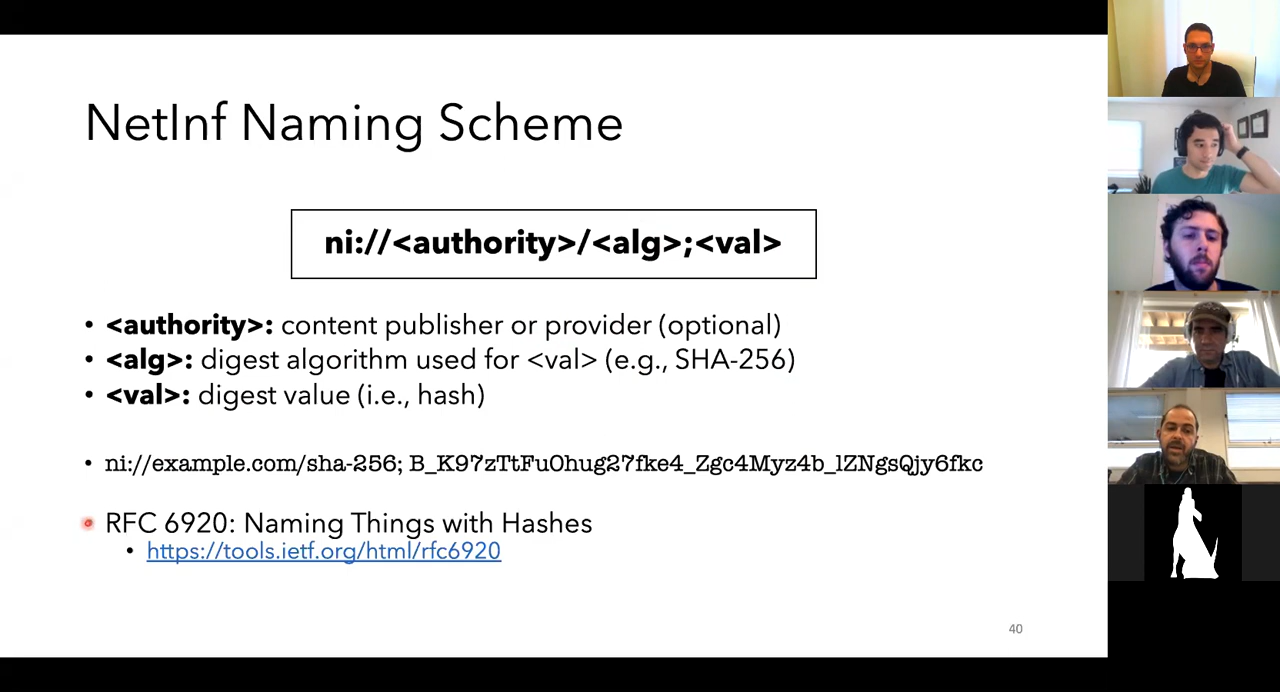 NetInf Naming Scheme
ni://<authority>/<alg>;<val>
• <authority>: content publisher or provider (optional)
• <alg>: digest algorithm used for <val> (e.g., SHA-256)
• <val>: digest value (i.e., hash)
• ni://example.com/sha-256; B_K97zTtFuOhug27fke4_Zgc4Myz4b_lZNgsQjy6fkc
• RFC 6920: Naming Things with Hashes
• https://tools.ietf.org/html/rfc6920
40